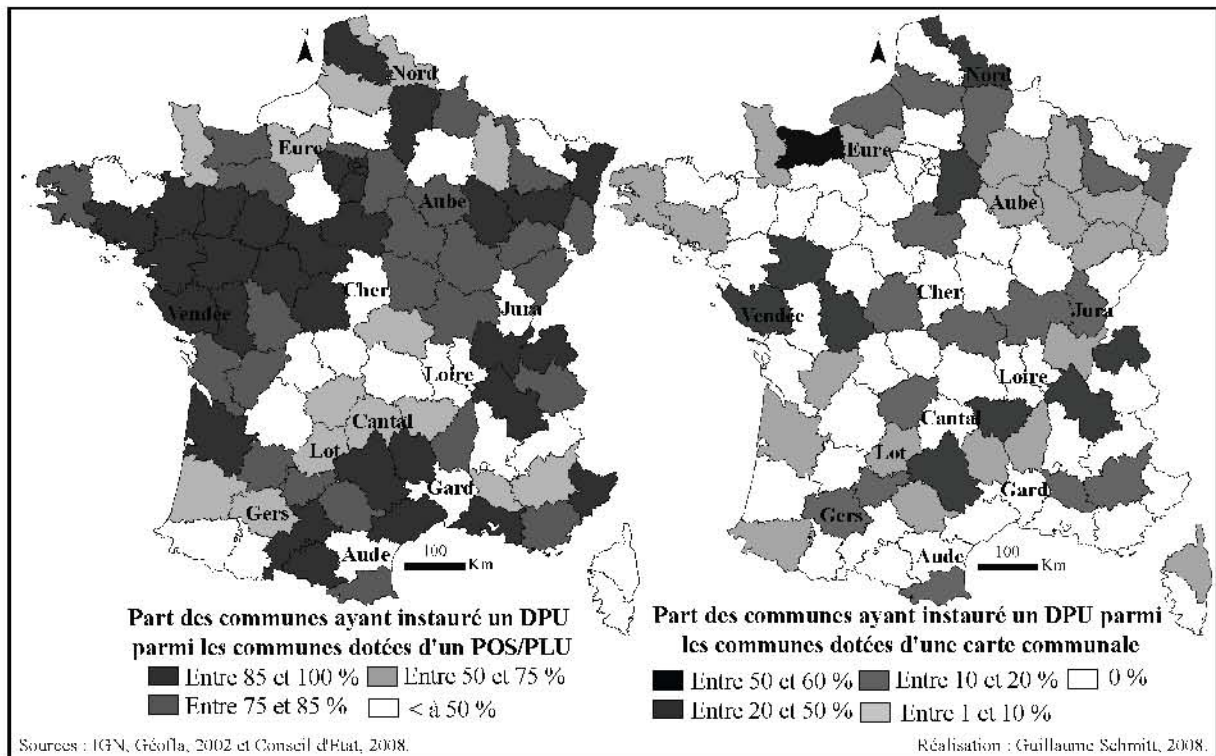 N
Nord
Eure
Aube
Cher
Vendée
Jura
Loire
Cantal
Lot
Gard
Gers
Aude
100
Km
Part des communes ayant instauré un DPU
parmi les communes dotées d'un POS/PLU
Entre 85 et 100 %
Entre 50 et 75 %
Entre 75 et 85 %
< à 50 %
N
Nord
Eure
Aube
Cher
Vendée
Jura
Loire
Cantal
Lot
Gard
Gers
Aude
100
Km
Part des communes ayant instauré un DPU parmi
les communes dotées d'une carte communale
Entre 50 et 60 %
Entre 10 et 20 %
0 %
Entre 20 et 50 %
Entre 1 et 10 %
Sources : IGN, Géofla, 2002 et Conseil d'Etat, 2008.
Réalisation : Guillaume Schmitt, 2008.